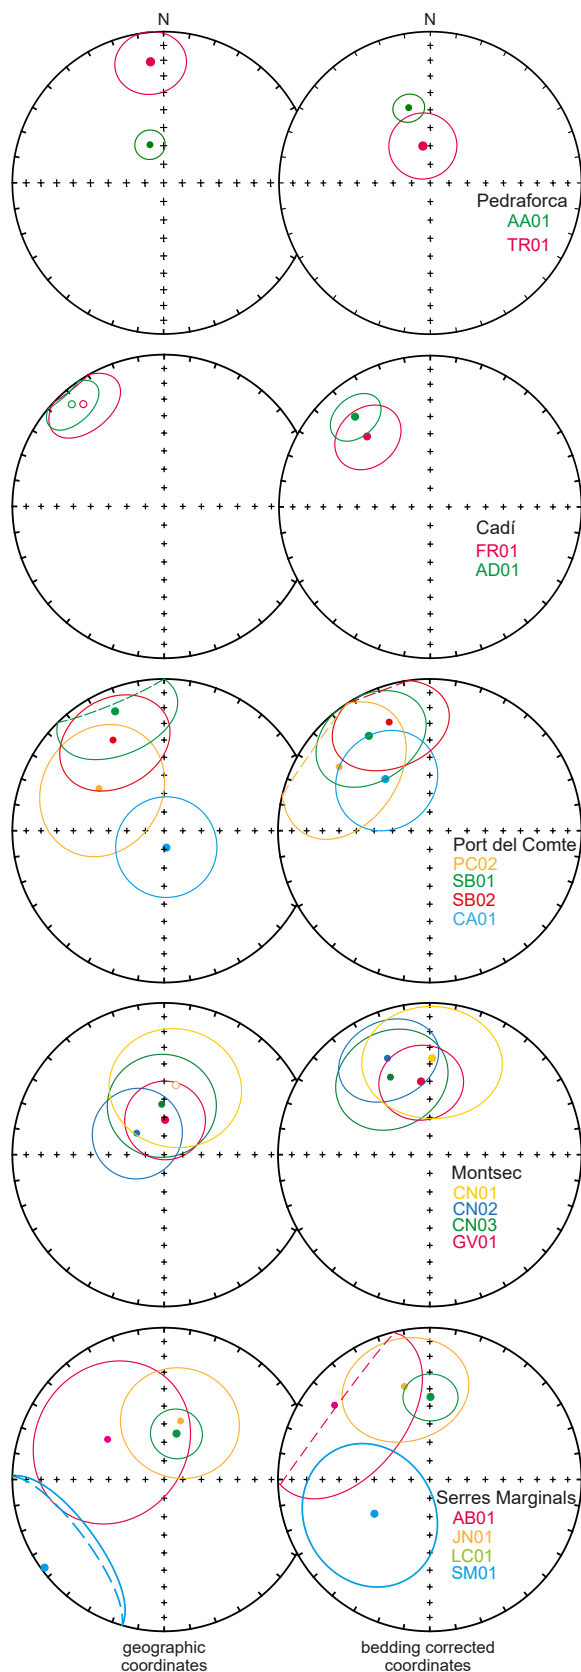 N
N
Pedraforca
AA01
TR01
Cadí
FR01
AD01
Port del Comte
PC02
SB01
SB02
CA01
Montsec
CN01
CN02
CN03
GV01
Serres Marginals
AB01
JN01
LC01
SM01
geographic
coordinates
bedding corrected
coordinates